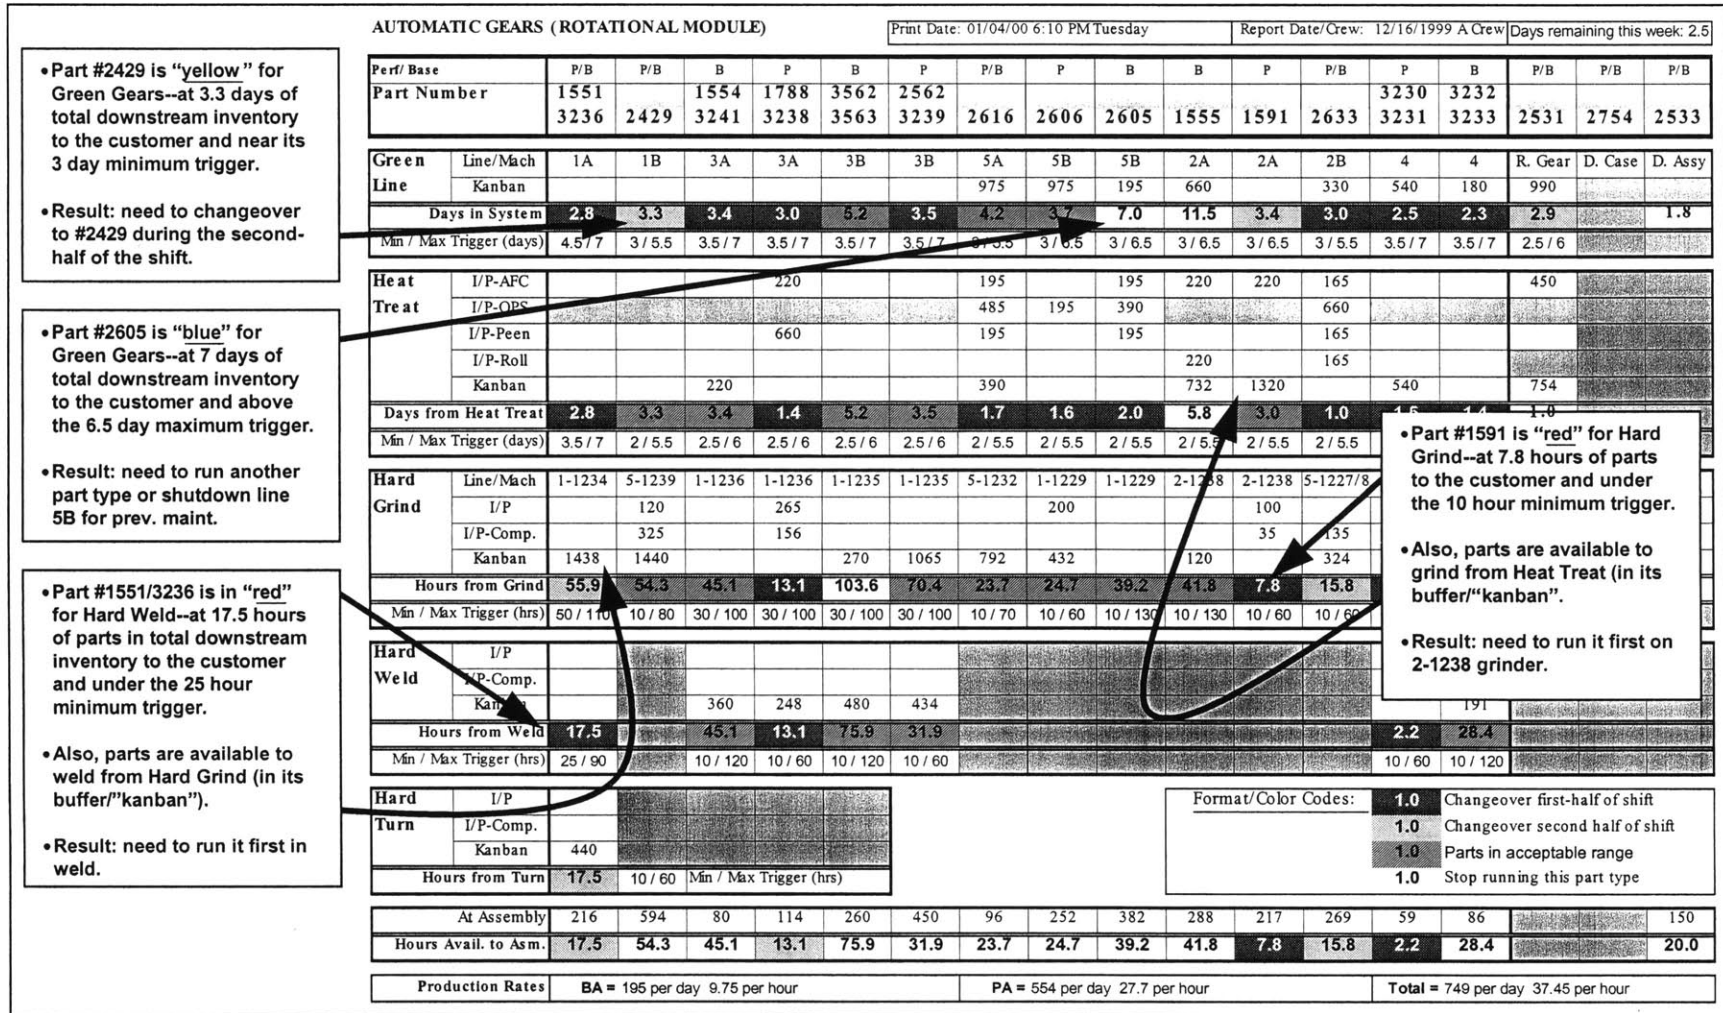 AUTOMATIC GEARS (ROTATIONAL MODULE)
Print Date: 01/04/00 6:10 PM Tuesday
Report Date/Crew: 12/16/1999 A Crew
Days remaining this week: 2.5
•Part #2429 is “yellow” for
Green Gears--at 3.3 days of
total downstream inventory
to the customer and near its
3 day minimum trigger.
•Result: need to changeover
to #2429 during the second-
half of the shift.
•Part #2605 is “blue” for
Green Gears--at 7 days of
total downstream inventory
to the customer and above
the 6.5 day maximum trigger.
•Result: need to run another
part type or shutdown line
5B for prev. maint.
•Part #1551/3236 is in “red”
for Hard Weld--at 17.5 hours
of parts in total downstream
inventory to the customer
and under the 25 hour
minimum trigger.
•Also, parts are available to
weld from Hard Grind (in its
buffer/”kanban”).
•Result: need to run it first in
weld.
Perf/ Base P/B P/B B P B P P/B P B B P P/B P B P/B P/B P/B
Part Number 1551 1554 1788 3562 2562 3230 3232
3236 2429 3241 3238 3563 3239 2616 2606 2605 1555 1591 2633 3231 3233 2531 2754 2533
Green Line/Mach 1A 1B 3A 3A 3B 3B 5A 5B 5B 2A 2A 2B 4 4 R. Gear D. Case D. Assy
Line Kanban 975 975 195 660 330 540 180 990
Days in System 2.8 3.3 3.4 3.0 5.2 3.5 4.2 3.7 7.0 11.5 3.4 3.0 2.5 2.3 2.9 1.8
Min / Max Trigger (days) 4.5 / 7 3 / 5.5 3.5 / 7 3.5 / 7 3.5 / 7 3.5 / 7 3 / 5.5 3 / 6.5 3 / 6.5 3 / 6.5 3 / 6.5 3 / 5.5 3.5 / 7 3.5 / 7 2.5 / 6
Heat I/P-AFC 220 195 195 220 220 165 450
Treat I/P-OPS 485 195 390 660
I/P-Peen 660 195 195 165
I/P-Roll 220 165
Kanban 220 390 732 1320 540 754
Days from Heat Treat 2.8 3.3 3.4 1.4 5.2 3.5 1.7 1.6 2.0 5.8 3.0 1.0 1.0
Min / Max Trigger (days) 3.5 / 7 2 / 5.5 2.5 / 6 2.5 / 6 2.5 / 6 2.5 / 6 2 / 5.5 2 / 5.5 2 / 5.5 2 / 5.5 2 / 5.5 2 / 5.5
Hard Line/Mach 1-1234 5-1239 1-1236 1-1236 1-1235 1-1235 5-1232 1-1229 1-1229 2-1238 2-1238 5-1227/8
Grind I/P 120 265 200 100
I/P-Comp. 325 156 35 135
Kanban 1438 1440 270 1065 792 432 120 324
Hours from Grind 55.9 54.3 45.1 13.1 103.6 70.4 23.7 24.7 39.2 41.8 7.8 15.8
Min / Max Trigger (hrs) 50 / 110 10 / 80 30 / 100 30 / 100 30 / 100 30 / 100 10 / 70 10 / 60 10 / 130 10 / 130 10 / 60 10 / 60
•Part #1591 is “red” for Hard
Grind--at 7.8 hours of parts
to the customer and under
the 10 hour minimum trigger.
•Also, parts are available to
grind from Heat Treat (in its
buffer/“kanban”.
•Result: need to run it first on
2-1238 grinder.
Hard I/P
Weld I/P-Comp.
Kanban 360 248 480 434 191
Hours from Weld 17.5 45.1 13.1 75.9 31.9 2.2 28.4
Min / Max Trigger (hrs) 25 / 90 10 / 120 10 / 60 10 / 120 10 / 60 10 / 60 10 / 120
Hard I/P
Turn I/P-Comp.
Kanban 440
Hours from Turn 17.5 10 / 60 Min / Max Trigger (hrs)
Format/Color Codes: 1.0 Changeover first-half of shift
1.0 Changeover second half of shift
1.0 Parts in acceptable range
1.0 Stop running this part type
At Assembly 216 594 80 114 260 450 96 252 382 288 217 269 59 86 150
Hours Avail. to Asm. 17.5 54.3 45.1 13.1 75.9 31.9 23.7 24.7 39.2 41.8 7.8 15.8 2.2 28.4 20.0
Production Rates BA = 195 per day 9.75 per hour PA = 554 per day 27.7 per hour Total = 749 per day 37.45 per hour